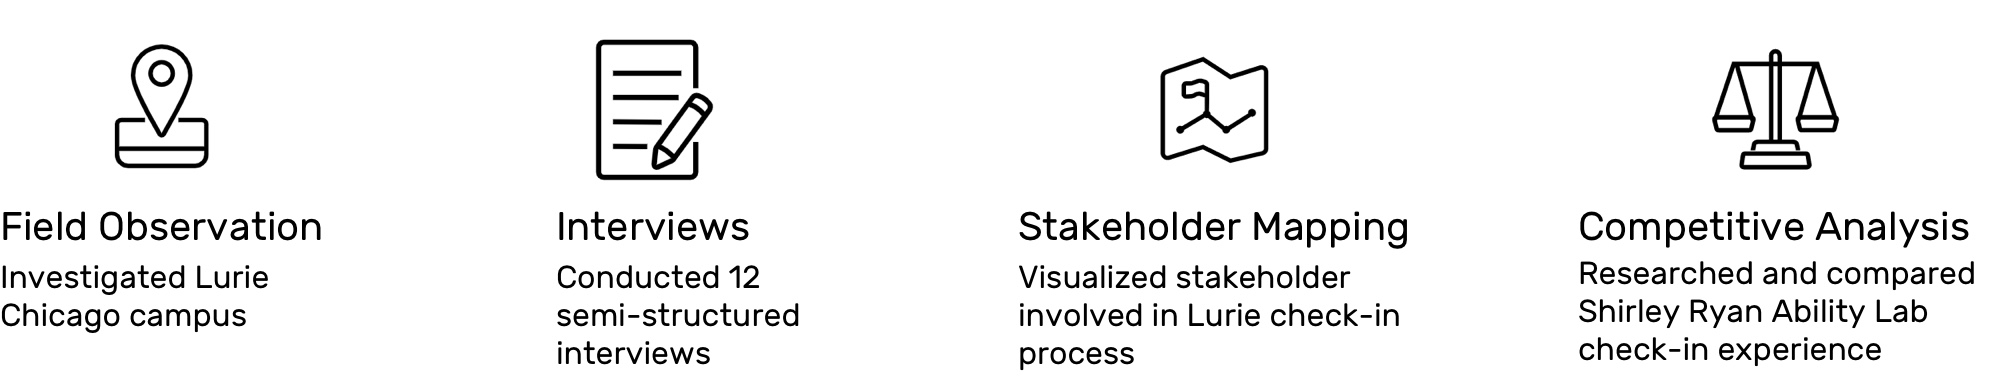 Field Observation
Investigated Lurie
Chicago campus
Interviews
Conducted 12
semi-structured
interviews
Stakeholder Mapping
Visualized stakeholder
involved in Lurie check-in
process
Competitive Analysis
Researched and compared
Shirley Ryan Ability Lab
check-in experience